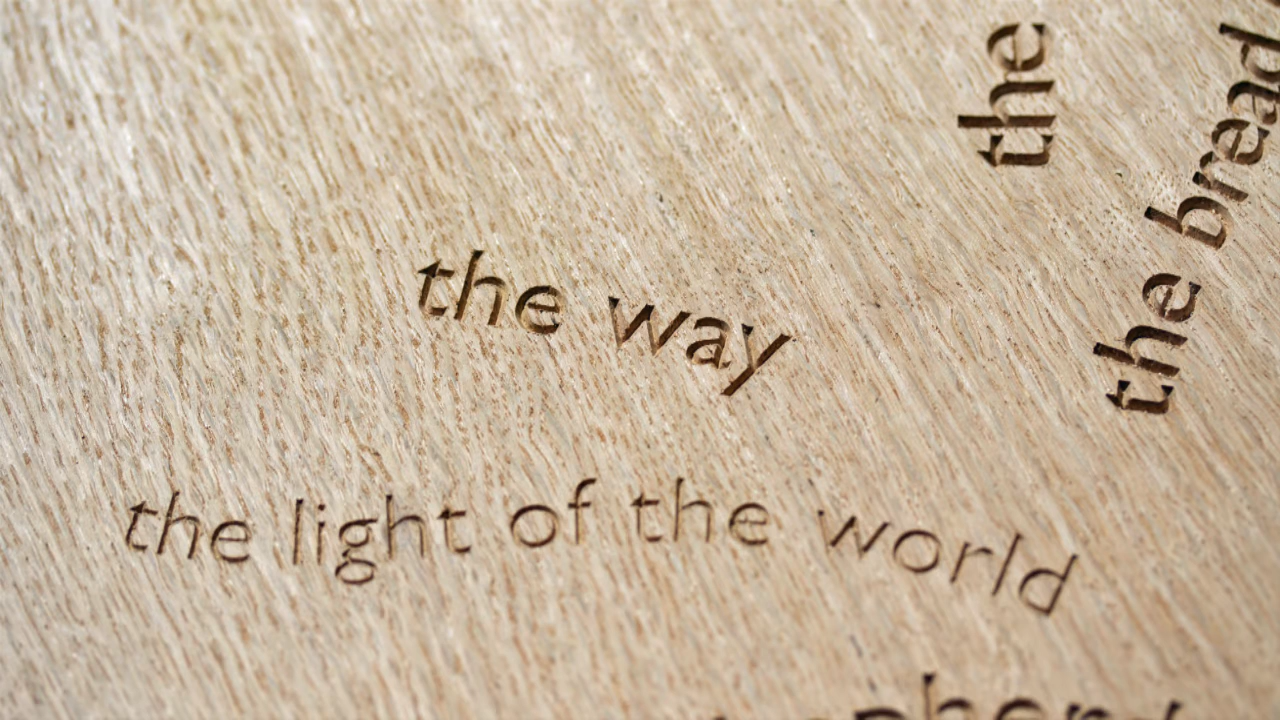 the way
the light of the world
the
the bread